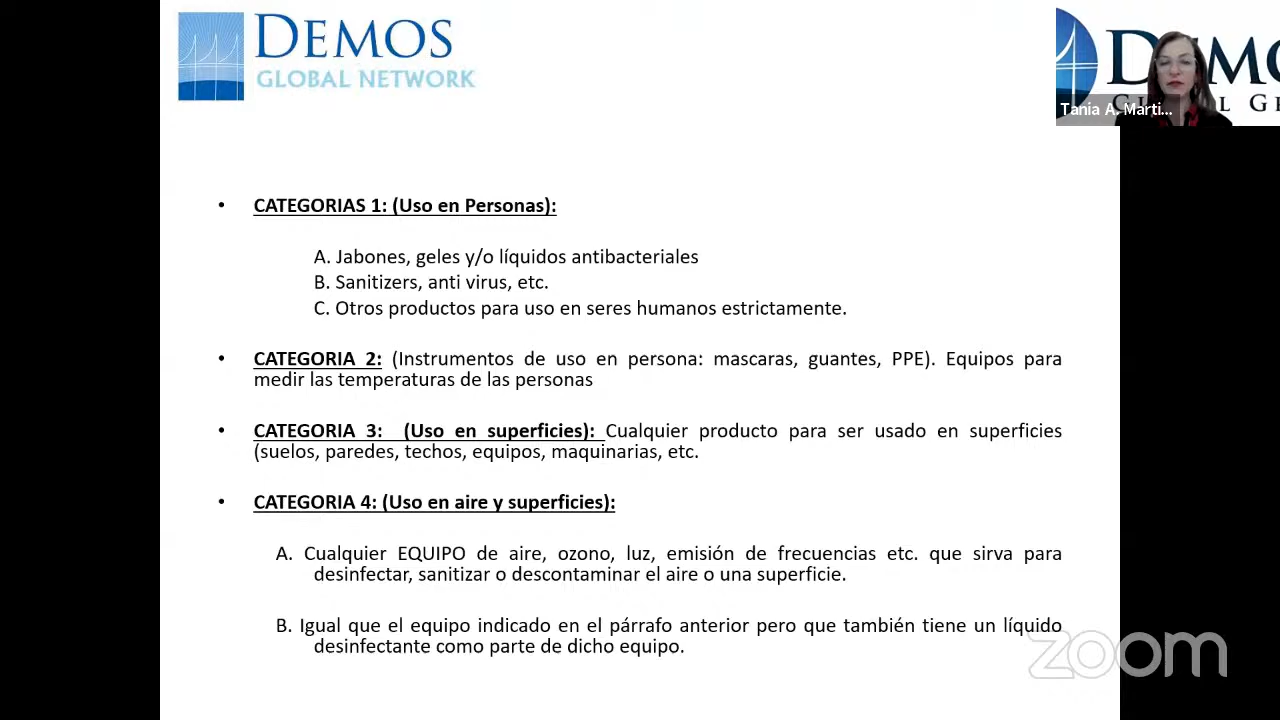 DEMOS
GLOBAL NETWORK
Tania A. Marti...
• CATEGORIAS 1: (Uso en Personas):
A. Jabones, geles y/o líquidos antibacteriales
B. Sanitizers, anti virus, etc.
C. Otros productos para uso en seres humanos estrictamente.
• CATEGORIA 2: (Instrumentos de uso en persona: mascaras, guantes, PPE). Equipos para
medir las temperaturas de las personas
• CATEGORIA 3: (Uso en superficies): Cualquier producto para ser usado en superficies
(suelos, paredes, techos, equipos, maquinarias, etc.
• CATEGORIA 4: (Uso en aire y superficies):
A. Cualquier EQUIPO de aire, ozono, luz, emisión de frecuencias etc. que sirva para
desinfectar, sanitizar o descontaminar el aire o una superficie.
B. Igual que el equipo indicado en el párrafo anterior pero que también tiene un líquido
desinfectante como parte de dicho equipo.
zoom